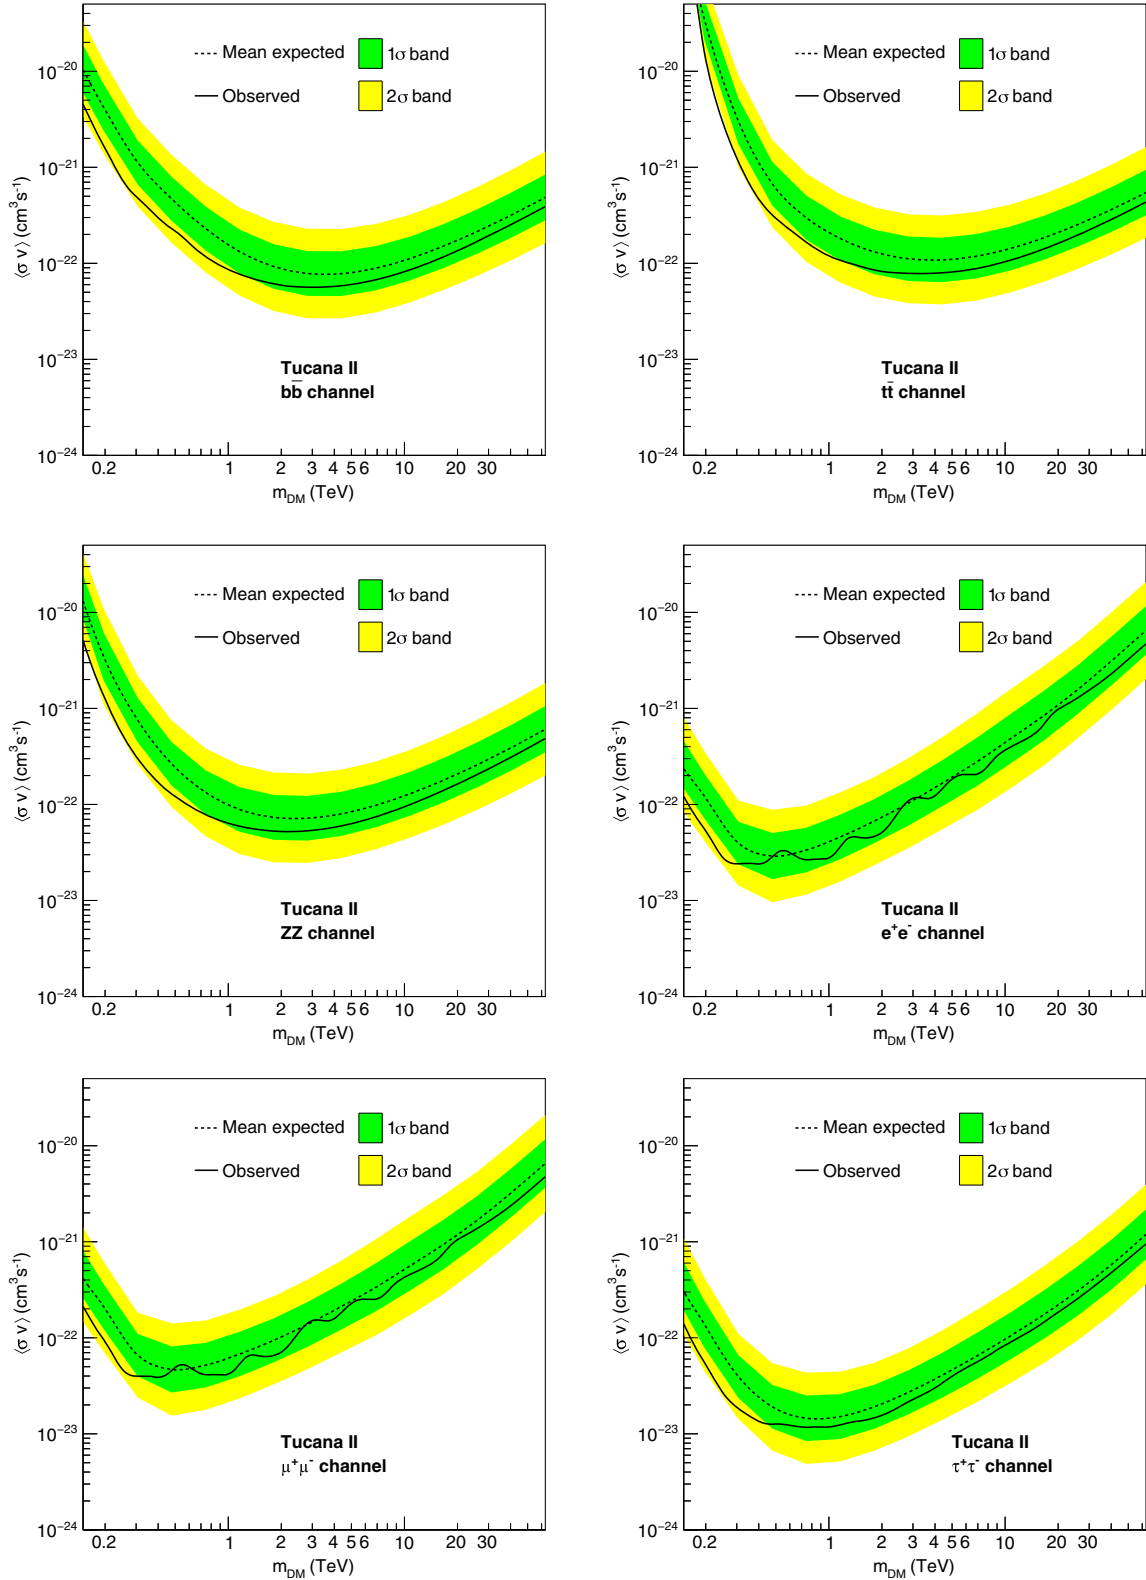 Mean expected 1σ band
Observed 2σ band
10⁻²⁰
10⁻²¹
10⁻²²
10⁻²³
10⁻²⁴
⟨σ v⟩ (cm³s⁻¹)
Tucana II
bb̄ channel
0.2 1 2 3 4 5 6 10 20 30
m_DM (TeV)
Mean expected 1σ band
Observed 2σ band
10⁻²⁰
10⁻²¹
10⁻²²
10⁻²³
10⁻²⁴
⟨σ v⟩ (cm³s⁻¹)
Tucana II
tt̄ channel
0.2 1 2 3 4 5 6 10 20 30
m_DM (TeV)
Mean expected 1σ band
Observed 2σ band
10⁻²⁰
10⁻²¹
10⁻²²
10⁻²³
10⁻²⁴
⟨σ v⟩ (cm³s⁻¹)
Tucana II
ZZ channel
0.2 1 2 3 4 5 6 10 20 30
m_DM (TeV)
Mean expected 1σ band
Observed 2σ band
10⁻²⁰
10⁻²¹
10⁻²²
10⁻²³
10⁻²⁴
⟨σ v⟩ (cm³s⁻¹)
Tucana II
e⁺e⁻ channel
0.2 1 2 3 4 5 6 10 20 30
m_DM (TeV)
Mean expected 1σ band
Observed 2σ band
10⁻²⁰
10⁻²¹
10⁻²²
10⁻²³
10⁻²⁴
⟨σ v⟩ (cm³s⁻¹)
Tucana II
μ⁺μ⁻ channel
0.2 1 2 3 4 5 6 10 20 30
m_DM (TeV)
Mean expected 1σ band
Observed 2σ band
10⁻²⁰
10⁻²¹
10⁻²²
10⁻²³
10⁻²⁴
⟨σ v⟩ (cm³s⁻¹)
Tucana II
τ⁺τ⁻ channel
0.2 1 2 3 4 5 6 10 20 30
m_DM (TeV)